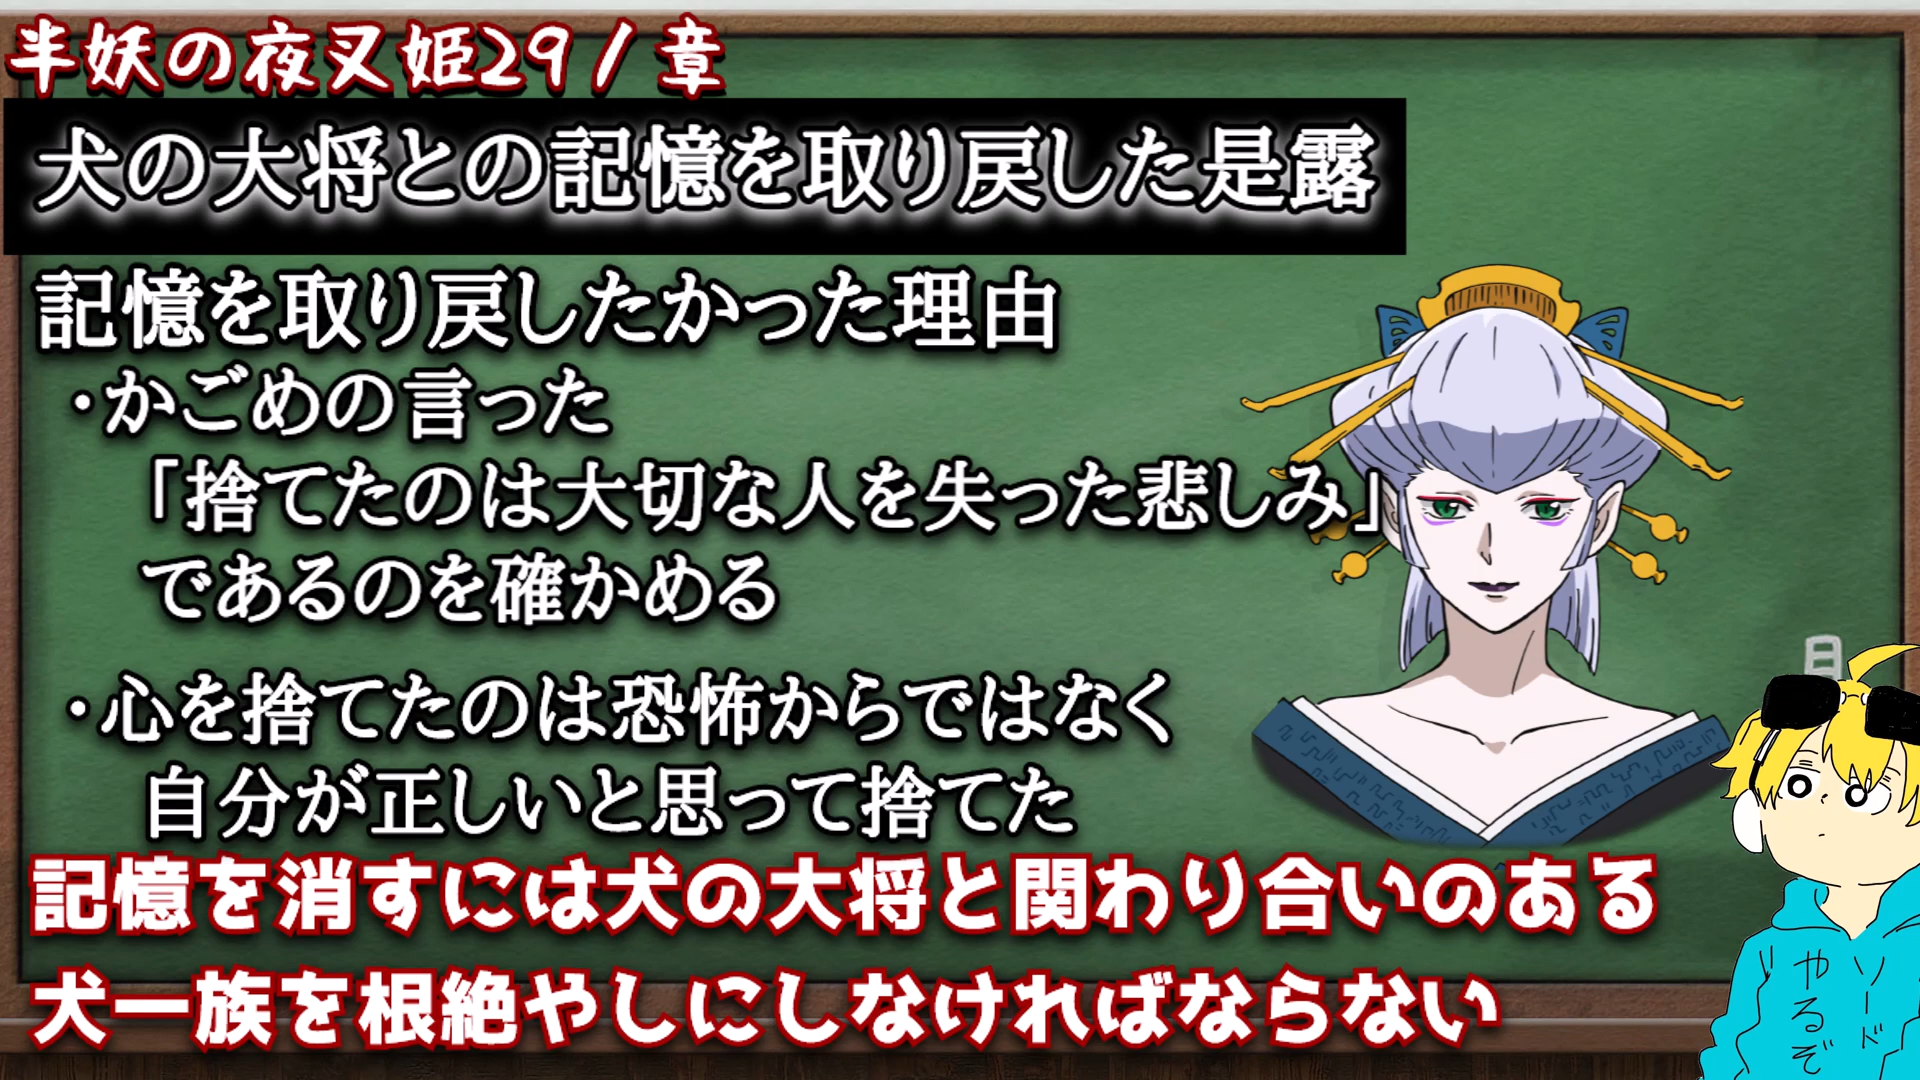 半妖の夜叉姫29/章
犬の大将との記憶を取り戻した是露
記憶を取り戻したかった理由
・かごめの言った
「捨てたのは大切な人を失った悲しみ」
であるのを確かめる
・心を捨てたのは恐怖からではなく
自分が正しいと思って捨てた
記憶を消すには犬の大将と関わり合いのある
犬一族を根絶やしにしなければならない
日
ソード
やるぞ